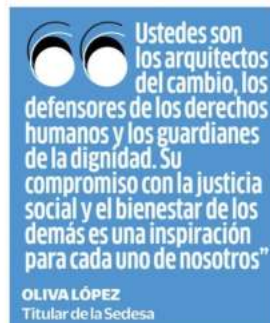 Ustedes son
los arquitectos
del cambio, los
defensores de los derechos
humanos y los guardianes
de la dignidad. Su
compromiso con la justicia
social y el bienestar de los
demás es una inspiración
para cada uno de nosotros”
OLIVA LÓPEZ
Titular de la Sedesa